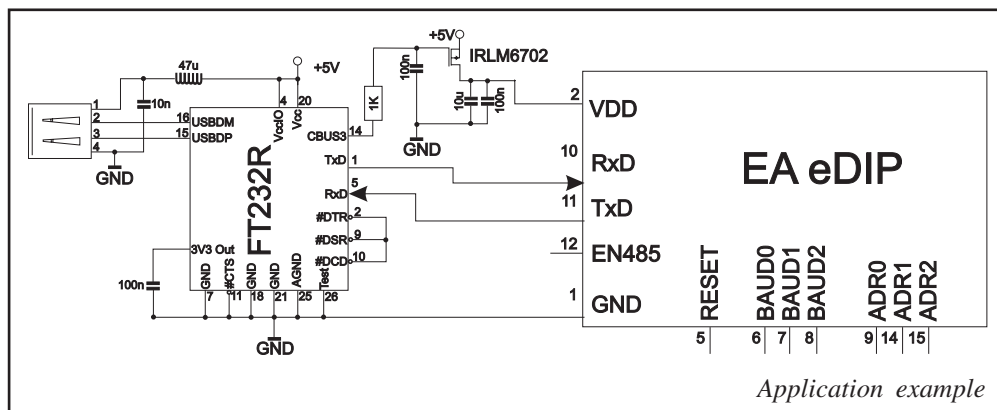 +5V
IRLM6702
47u
+5V
100n
1
10n
4
20
VccIO
Vcc
1K
10u
100n
2
VDD
2
16
USBDM
3
15
USBDP
CBUS3
14
GND
4
GND
TxD
1
10
RxD
EA eDIP
FT232R
RxD
5
11
TxD
#DTR
2
#DSR
9
12
EN485
3V3 Out
#DCD
10
100n
GND
#CTS
GND
GND
AGND
Test
1
GND
7
11
18
21
25
26
RESET
BAUD0
BAUD1
BAUD2
ADR0
ADR1
ADR2
GND
5
6
7
8
9
14
15
Application example